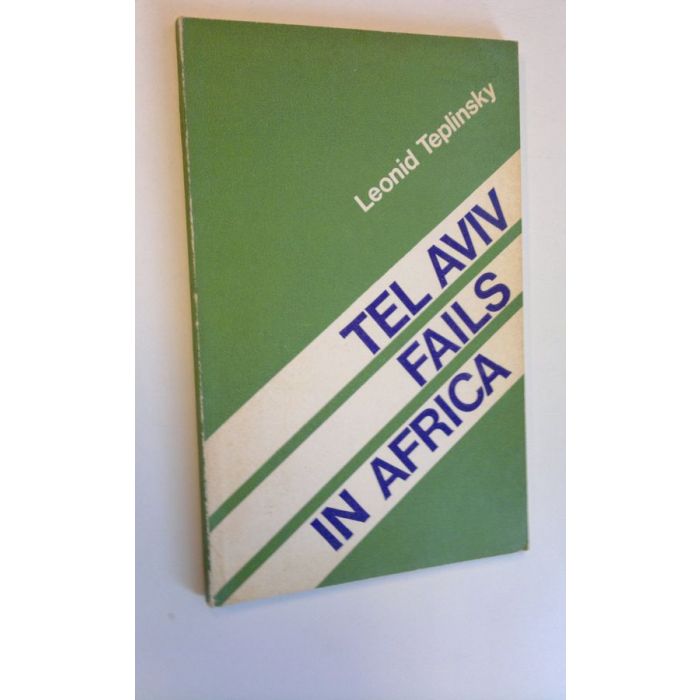 Leonid Teplinsky
TEL AVIV
FAILS
IN AFRICA